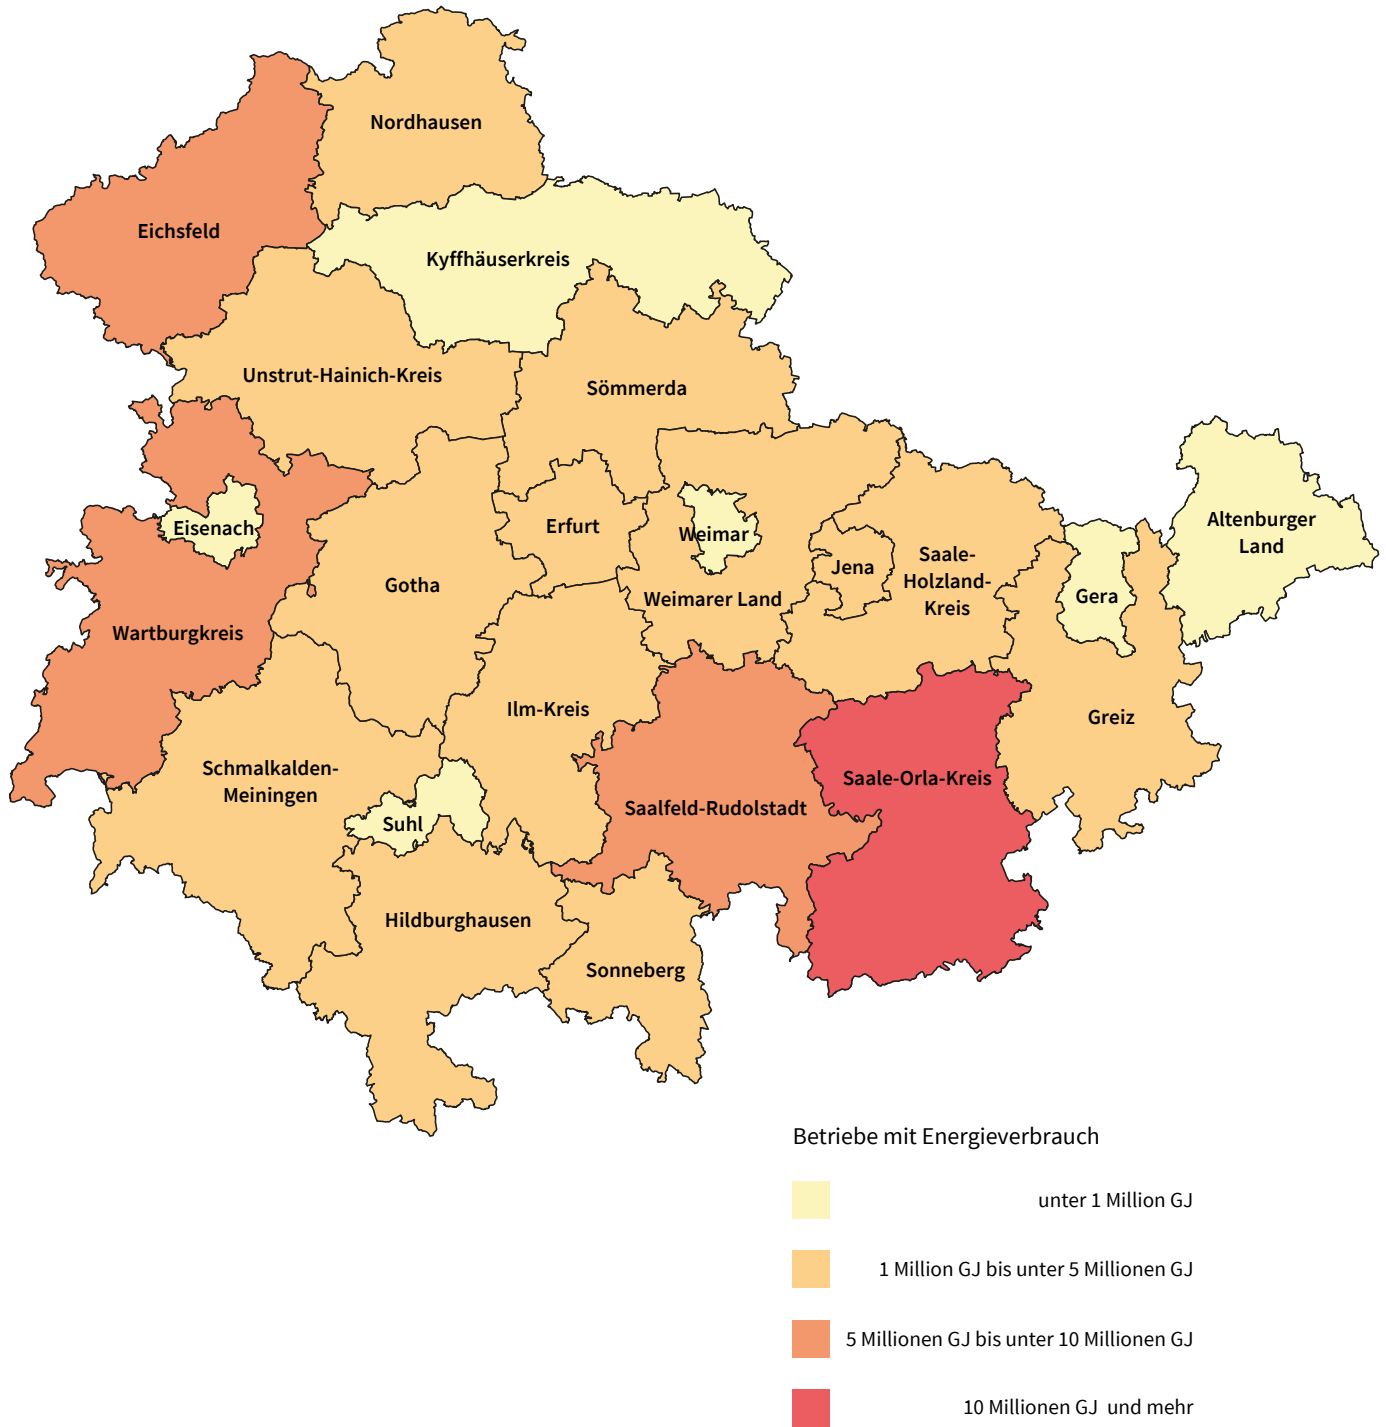 Nordhausen
Eichsfeld
Kyffhäuserkreis
Unstrut-Hainich-Kreis
Sömmerda
Eisenach
Erfurt
Weimar
Altenburger
Land
Gotha
Jena
Saale-
Holzland-
Kreis
Weimarer Land
Gera
Wartburgkreis
Ilm-Kreis
Greiz
Schmalkalden-
Meiningen
Saale-Orla-Kreis
Saalfeld-Rudolstadt
Suhl
Hildburghausen
Sonneberg
Betriebe mit Energieverbrauch
unter 1 Million GJ
1 Million GJ bis unter 5 Millionen GJ
5 Millionen GJ bis unter 10 Millionen GJ
10 Millionen GJ und mehr